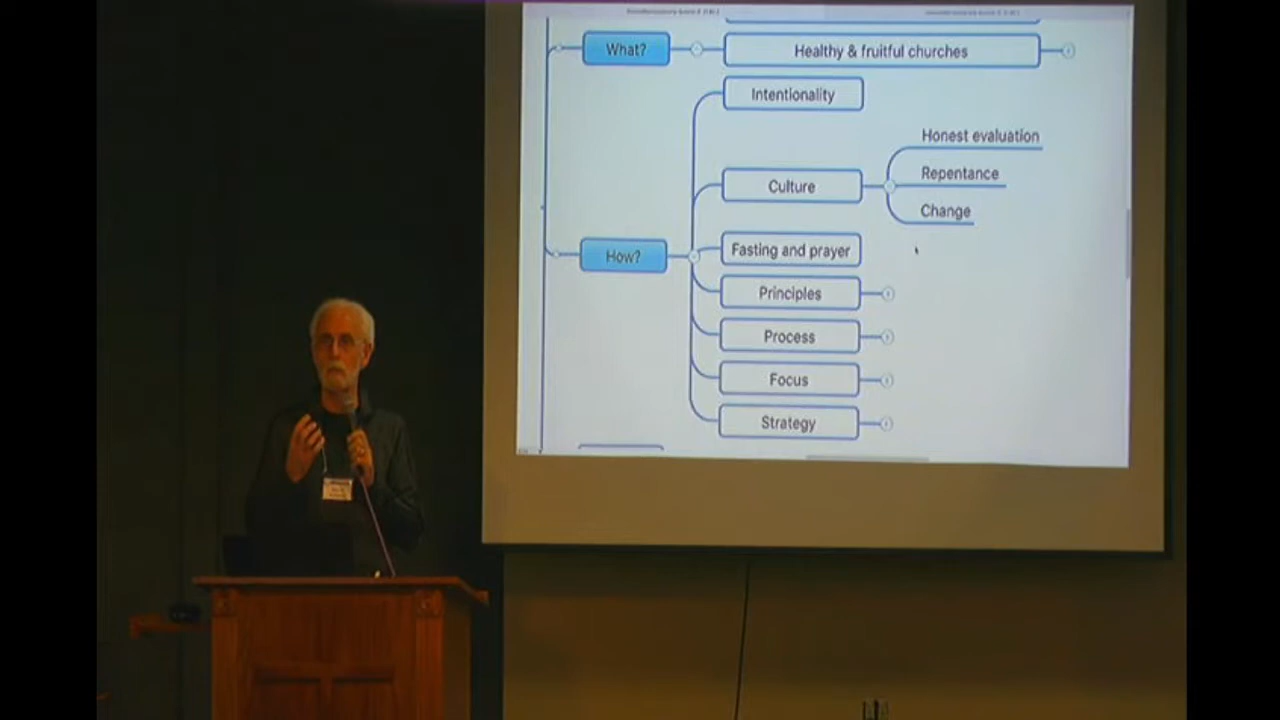 What?
Healthy & fruitful churches
Intentionality
Honest evaluation
Repentance
Culture
Change
Fasting and prayer
How?
Principles
Process
Focus
Strategy